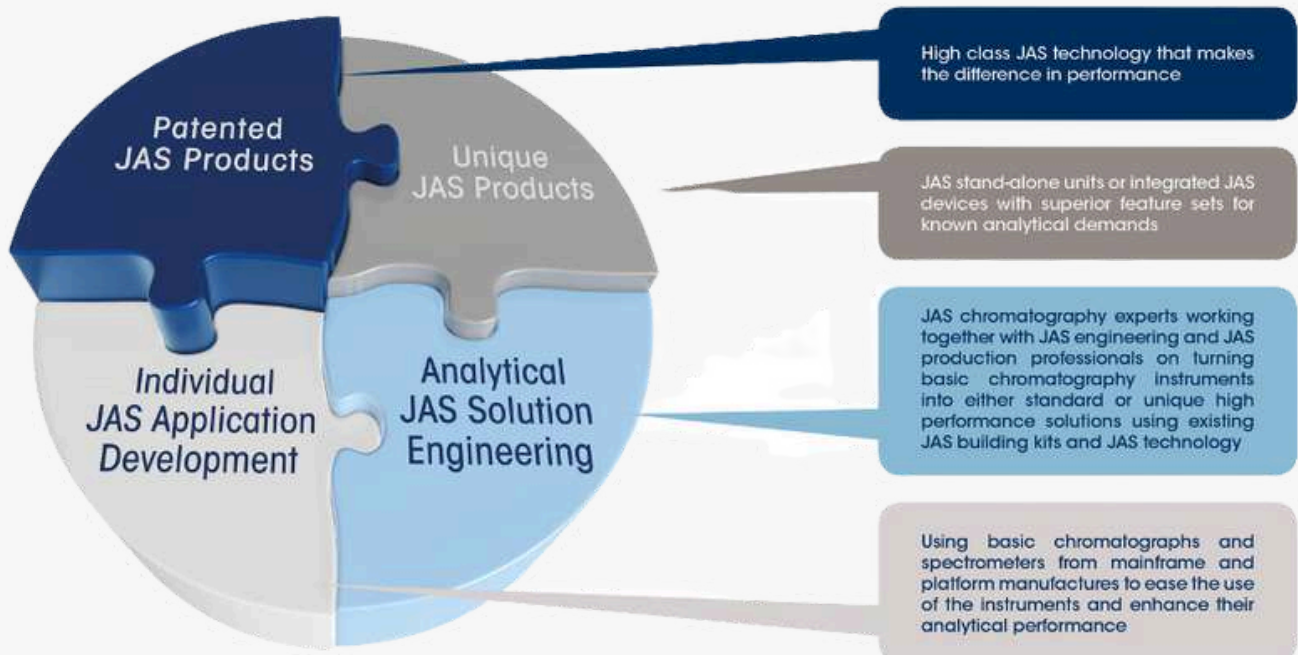 Patented
JAS Products
Unique
JAS Products
Individual
JAS Application
Development
Analytical
JAS Solution
Engineering
High class JAS technology that makes
the difference in performance
JAS stand-alone units or integrated JAS
devices with superior feature sets for
known analytical demands
JAS chromatography experts working
together with JAS engineering and JAS
production professionals on turning
basic chromatography instruments
into either standard or unique high
performance solutions using existing
JAS building kits and JAS technology
Using basic chromatographs and
spectrometers from mainframe and
platform manufactures to ease the use
of the instruments and enhance their
analytical performance